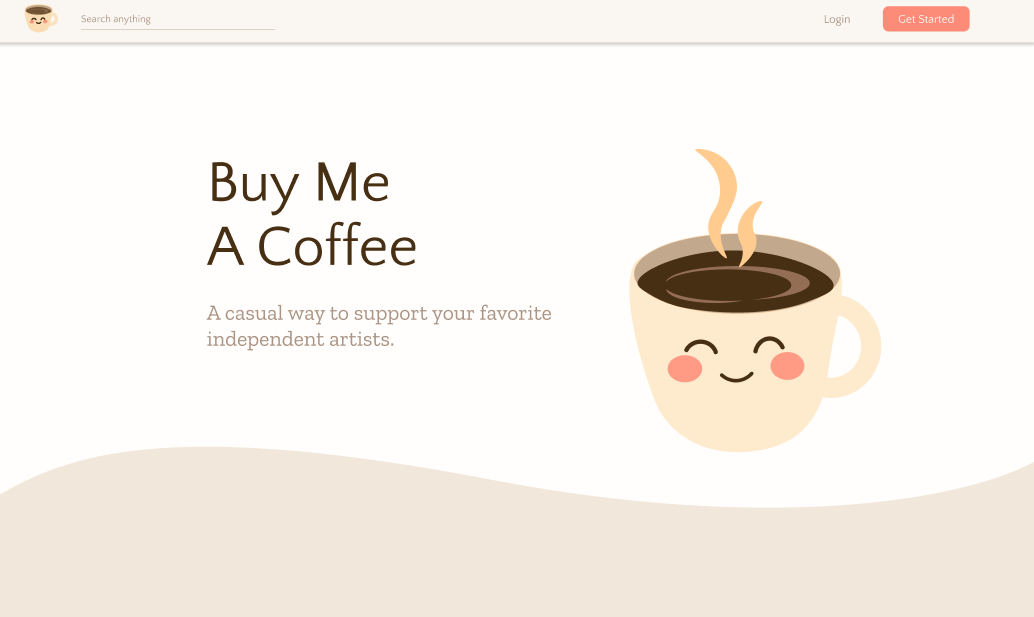 Search anything
Login
Get Started
Buy Me
A Coffee
A casual way to support your favorite
independent artists.